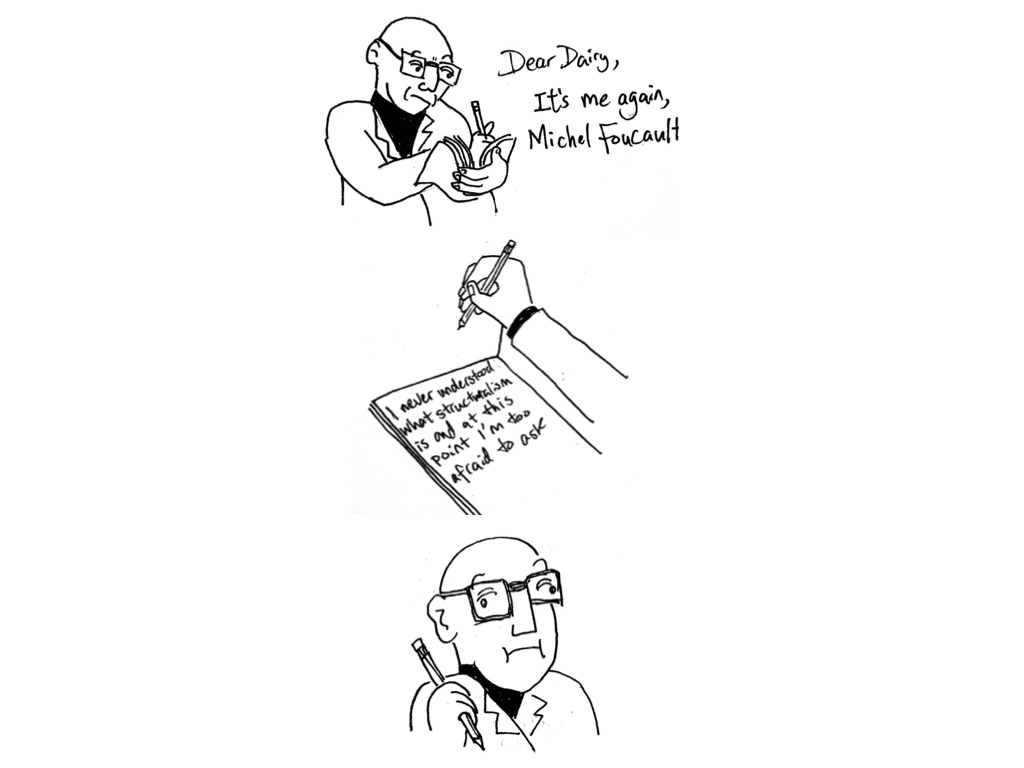 Dear Dairy,
It's me again,
Michel Foucault
I never understood
what structuralism
is and at this
point I'm too
afraid to ask